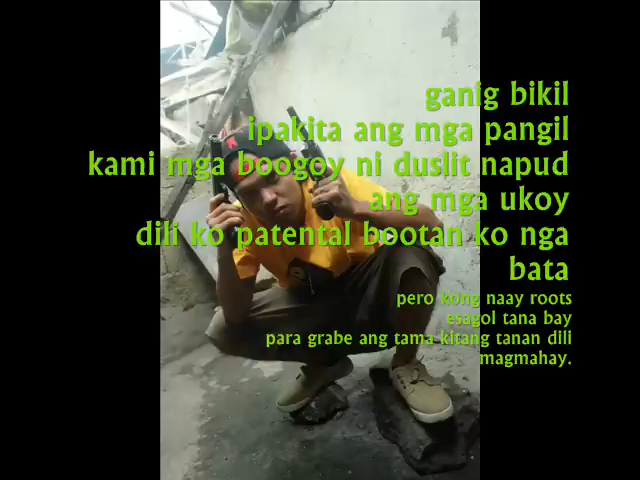 ganig bikil
ipakita ang mga pangil
kami mga boogoy ni duslit napud
ang mga ukoy
dili ko patental bootan ko nga
bata
pero kong naay roots
esagol tana bay
para grabe ang tama kitang tanan dili
magmahay.